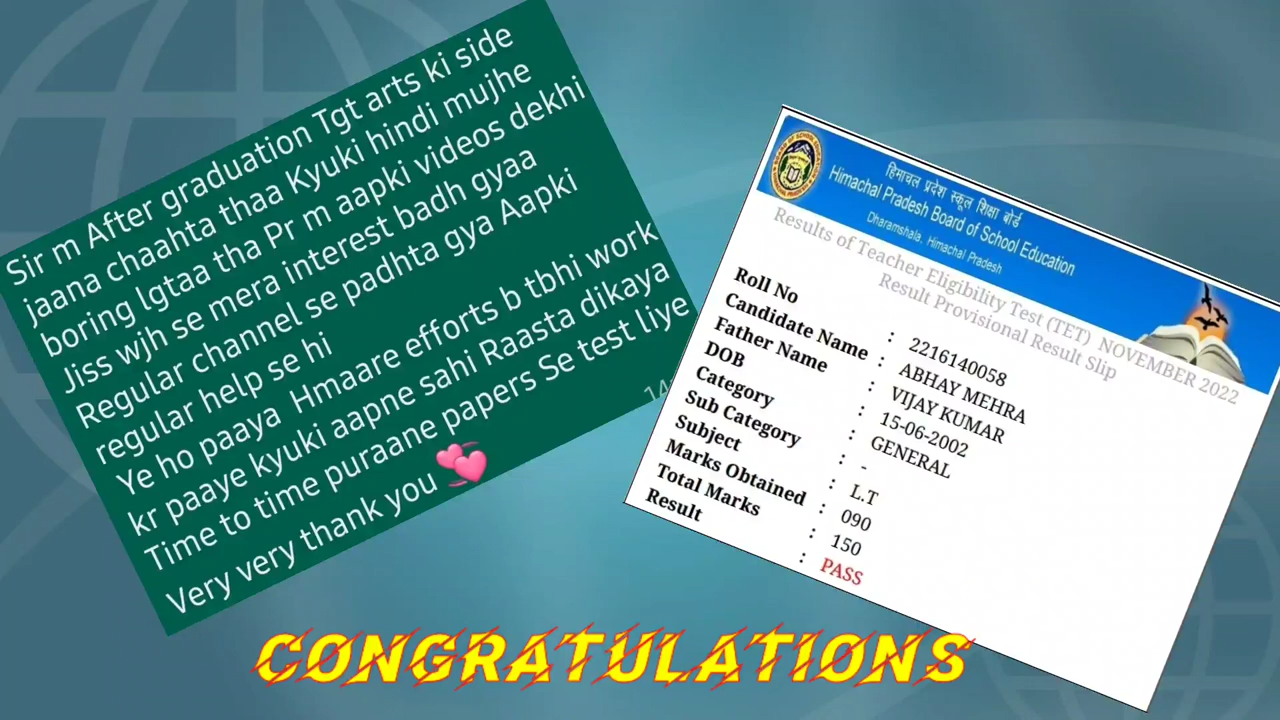 Sir m After graduation Tgt arts ki side
jaana chaahta thaa Kyuki hindi mujhe
boring lgtaa tha Pr m aapki videos dekhi
Jiss wjh se mera interest badh gyaa
Regular channel se padhta gya Aapki
regular help se hi
Ye ho paaya Hmaare efforts b tbhi work
kr paaye kyuki aapne sahi Raasta dikaya
Time to time puraane papers Se test liye
Very very thank you 💞
हिमाचल प्रदेश स्कूल शिक्षा बोर्ड
Himachal Pradesh Board of School Education
Dharamshala, Himachal Pradesh
Results of Teacher Eligibility Test (TET) NOVEMBER 2022
Result Provisional Result Slip
Roll No : 2216140058
Candidate Name : ABHAY MEHRA
Father Name : VIJAY KUMAR
DOB : 15-06-2002
Category : GENERAL
Sub Category : -
Subject : L.T
Marks Obtained : 090
Total Marks : 150
Result : PASS
CONGRATULATIONS